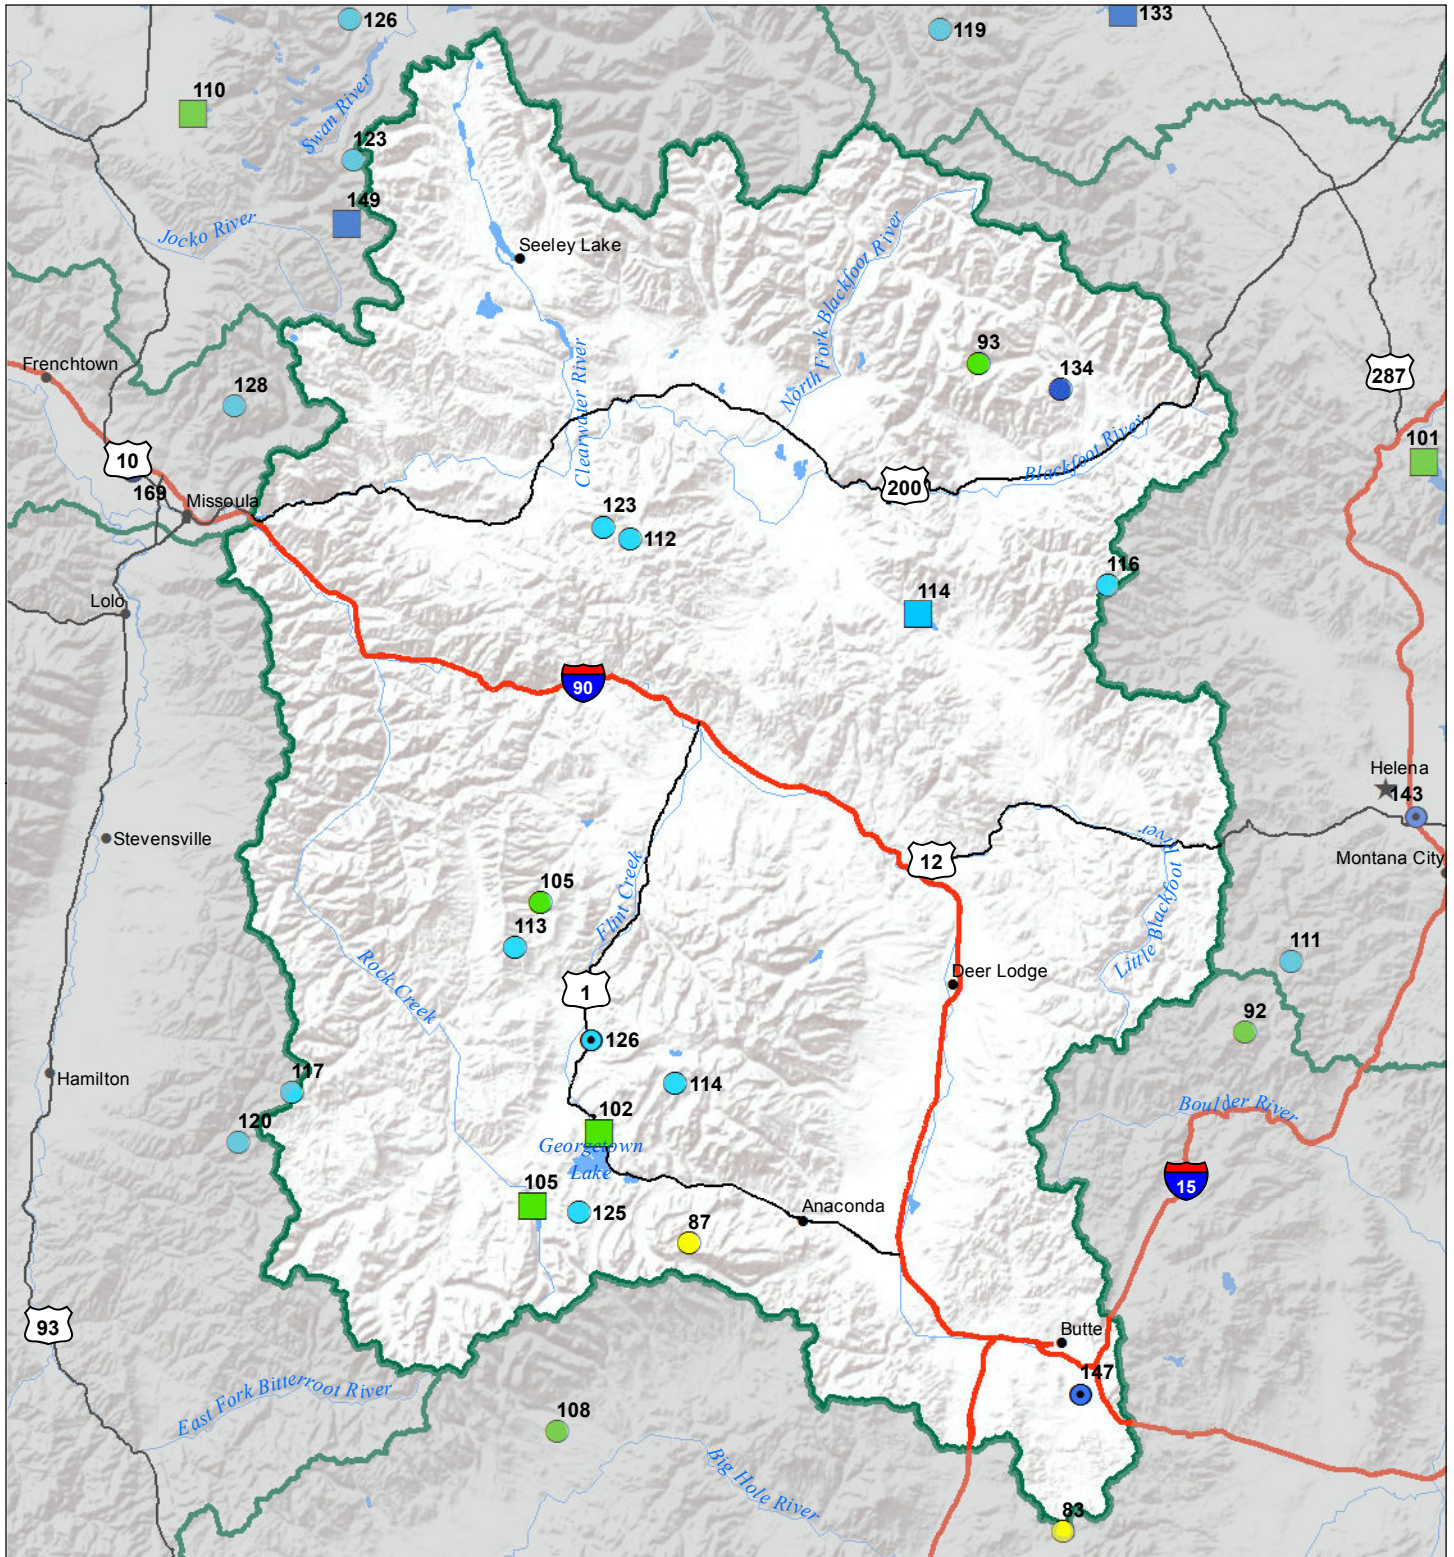 126
119
133
110
Swan River
123
149
Jocko River
Seeley Lake
North Fork Blackfoot River
Frenchtown
128
Clearwater River
93
134
287
10
169
Missoula
200
Blackfoot River
101
123
112
116
Lolo
114
90
Helena
143
Stevensville
12
Little Blackfoot River
Montana City
105
Flint Creek
113
Rock Creek
1
Deer Lodge
111
92
126
Hamilton
117
114
Boulder River
120
102
Georgetown
Lake
105
125
87
Anaconda
15
93
Butte
147
East Fork Bitterroot River
108
Big Hole River
83